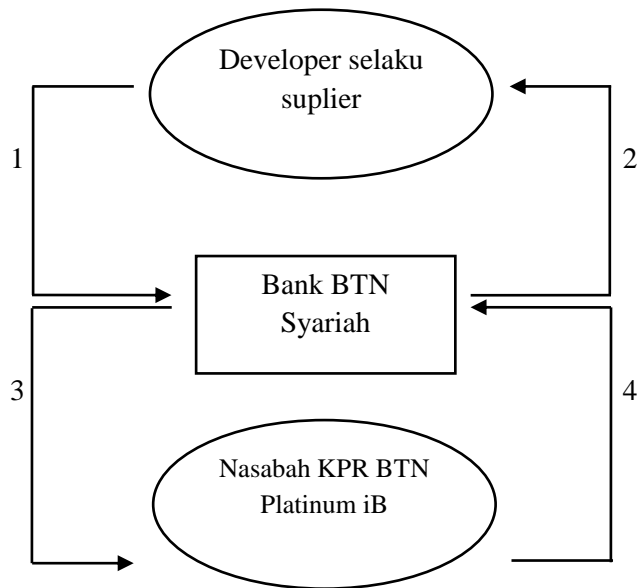 Developer selaku
suplier
1
2
Bank BTN
Syariah
3
4
Nasabah KPR BTN
Platinum iB